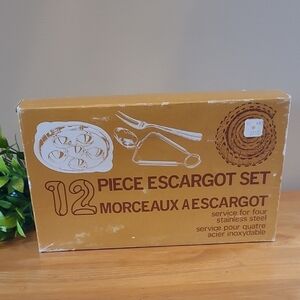 12 PIECE ESCARGOT SET
MORCEAUX A ESCARGOT
service for four
stainless steel
service pour quatre
acier inoxydable